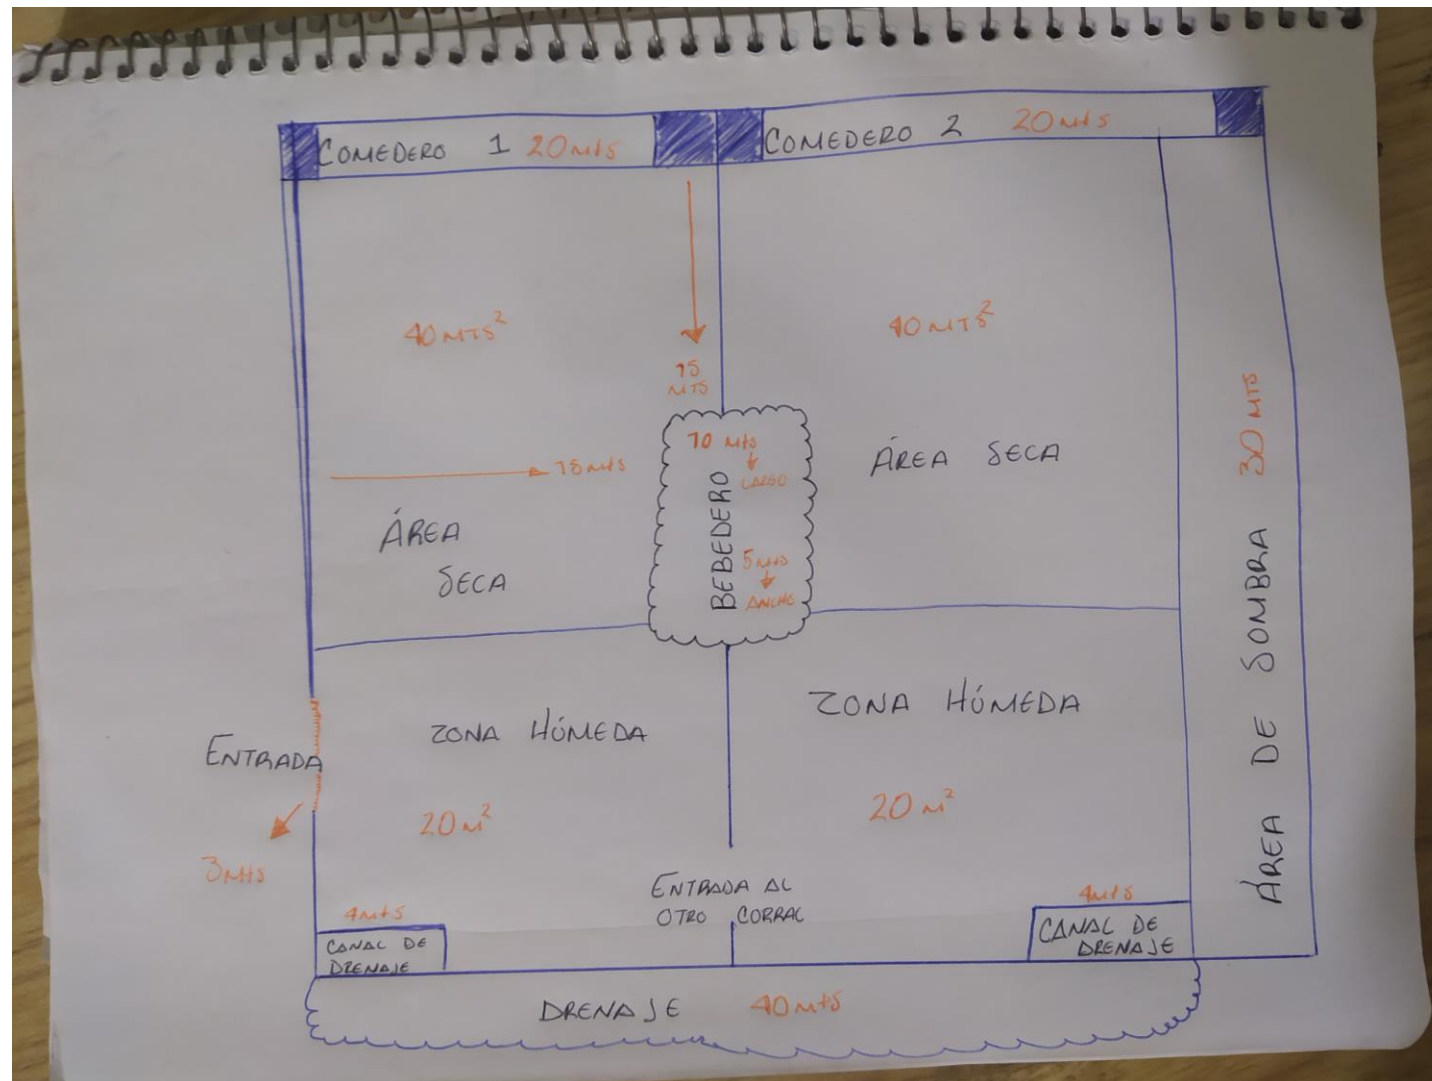 COMEDERO 1 20 mts
COMEDERO 2 20 mts
40 MTS²
40 MTS²
15
MTS
10 mts
LARGO
BEBEDERO
5 mts
ANCHO
15 mts
ÁREA
SECA
ÁREA SECA
ÁREA DE SOMBRA 30 MTS
ZONA HÚMEDA
ZONA HÚMEDA
ENTRADA
3 mts
20 m²
20 m²
ENTRADA AL
OTRO CORRAL
4 mts
CANAL DE
DRENAJE
4 mts
CANAL DE
DRENAJE
DRENAJE 40 mts